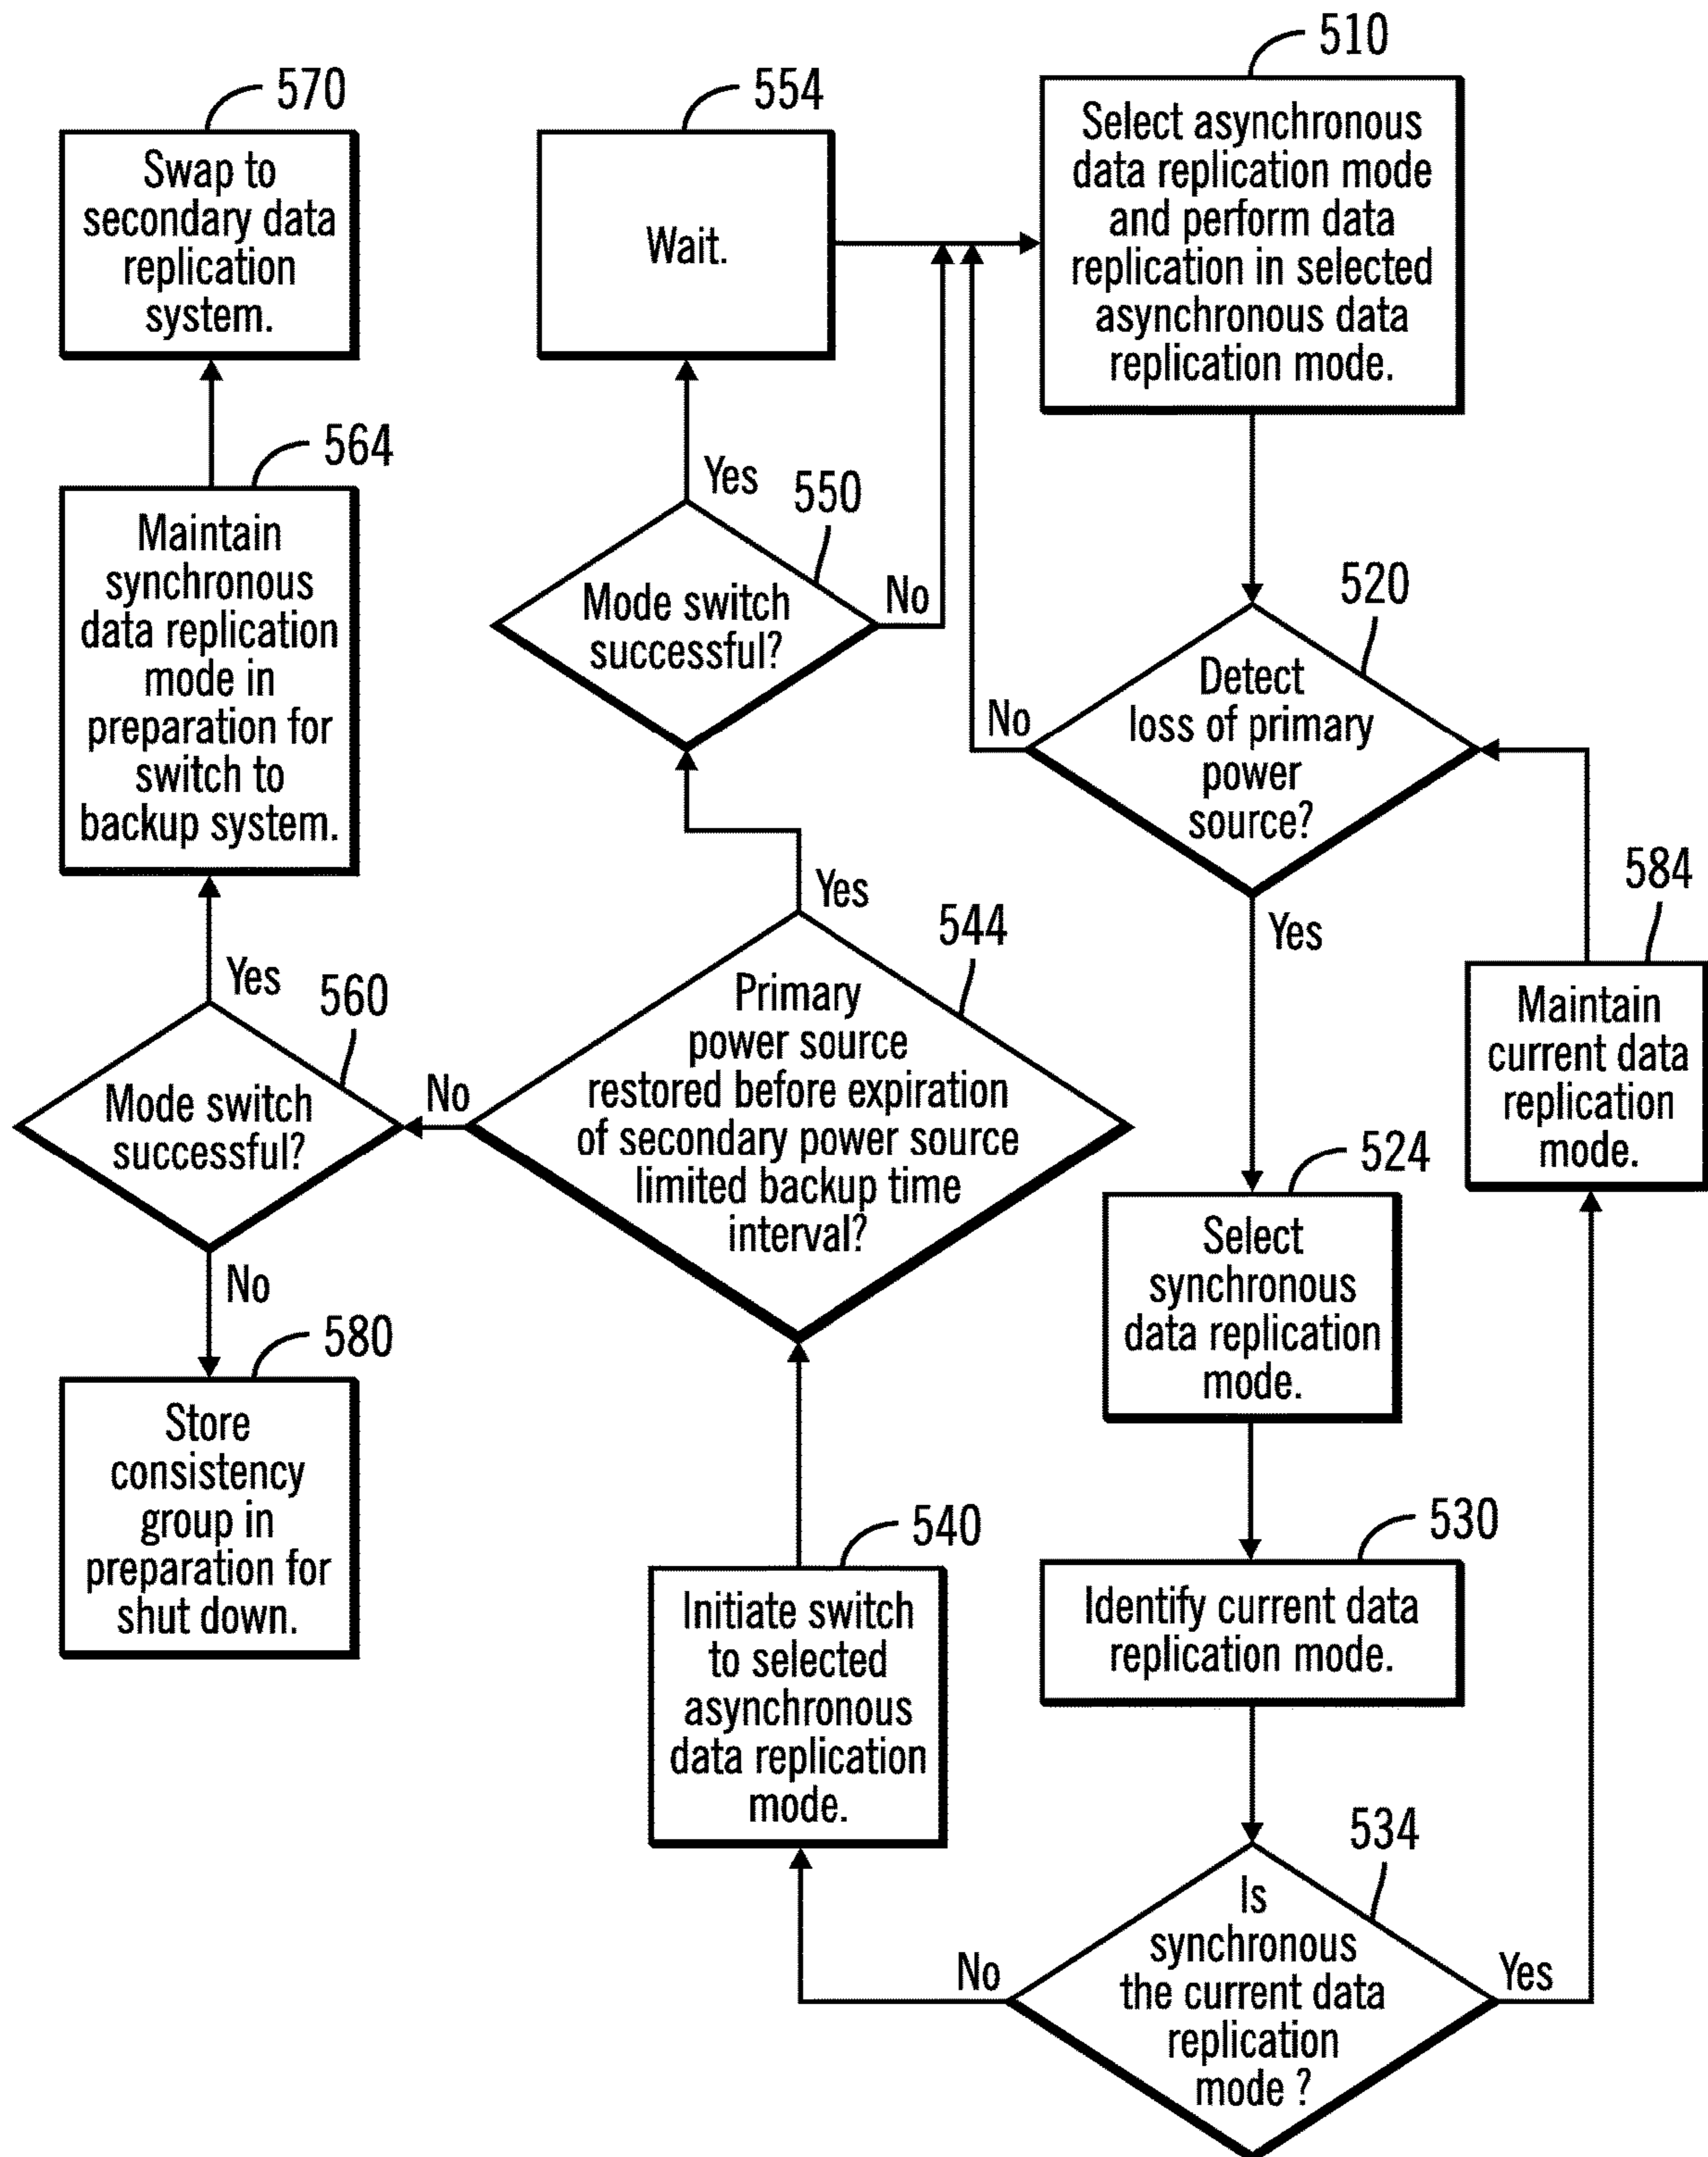 510
Select asynchronous
data replication mode
and perform data
replication in selected
asynchronous data
replication mode.
570
Swap to
secondary data
replication
system.
554
Wait.
564
Maintain
synchronous
data replication
mode in
preparation for
switch to
backup system.
Yes
550
Mode switch
successful?
No
520
Detect
loss of primary
power
source?
No
Yes
584
Maintain
current data
replication
mode.
Yes
544
Primary
power source
restored before expiration
of secondary power source
limited backup time
interval?
No
Yes
560
Mode switch
successful?
No
580
Store
consistency
group in
preparation for
shut down.
524
Select
synchronous
data replication
mode.
530
Identify current data
replication mode.
540
Initiate switch
to selected
asynchronous
data replication
mode.
534
Is
synchronous
the current data
replication
mode ?
No
Yes